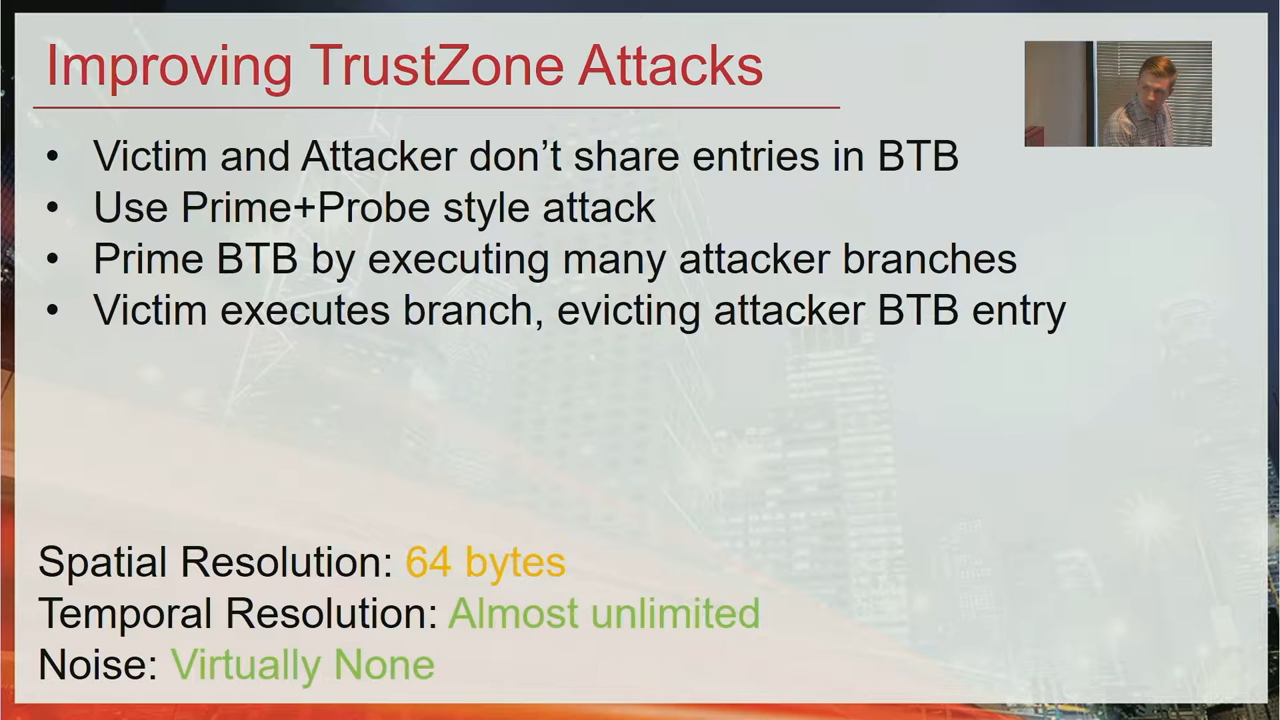 Improving TrustZone Attacks
• Victim and Attacker don’t share entries in BTB
• Use Prime+Probe style attack
• Prime BTB by executing many attacker branches
• Victim executes branch, evicting attacker BTB entry
Spatial Resolution: 64 bytes
Temporal Resolution: Almost unlimited
Noise: Virtually None